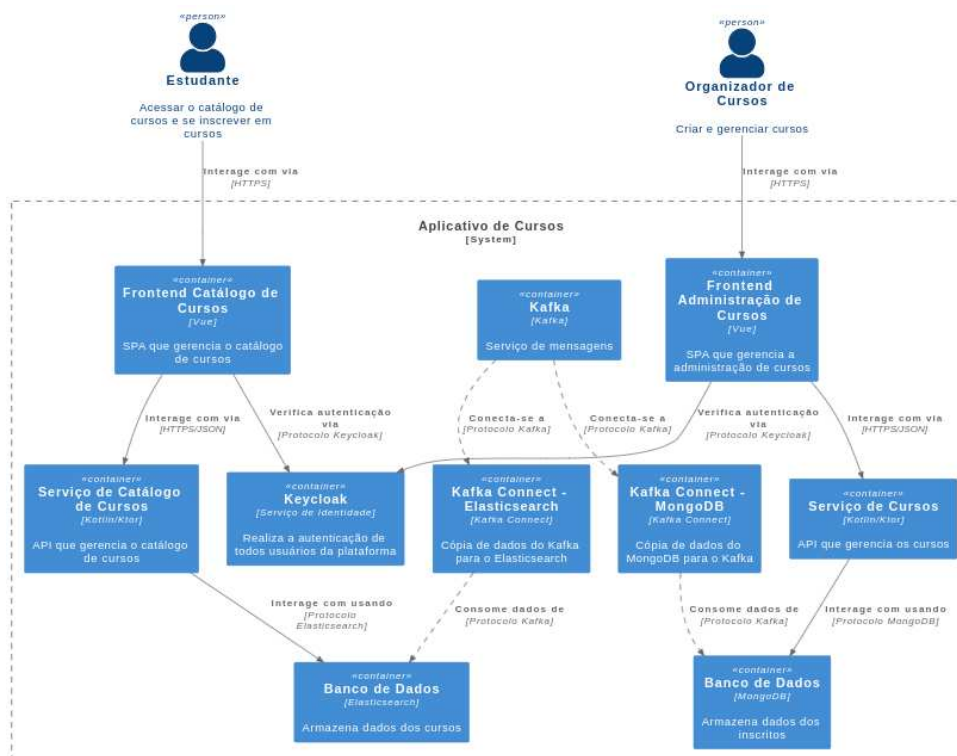 «person»
Estudante
Acessar o catálogo de
cursos e se inscrever em
cursos
«person»
Organizador de
Cursos
Criar e gerenciar cursos
Interage com via
[HTTPS]
Interage com via
[HTTPS]
Aplicativo de Cursos
[System]
«container»
Frontend Catálogo de
Cursos
[Vue]
SPA que gerencia o catálogo
de cursos
«container»
Kafka
[Kafka]
Serviço de mensagens
«container»
Frontend
Administração de
Cursos
[Vue]
SPA que gerencia a
administração de cursos
Interage com via
[HTTPS/JSON]
Verifica autenticação
via
[Protocolo Keycloak]
Conecta-se a
[Protocolo Kafka]
Conecta-se a
[Protocolo Kafka]
Verifica autenticação
via
[Protocolo Keycloak]
Interage com via
[HTTPS/JSON]
«container»
Serviço de Catálogo
de Cursos
[Kotlin/Ktor]
API que gerencia o catálogo
de cursos
«container»
Keycloak
[Serviço de Identidade]
Realiza a autenticação de
todos usuários da plataforma
«container»
Kafka Connect -
Elasticsearch
[Kafka Connect]
Cópia de dados do Kafka
para o Elasticsearch
«container»
Kafka Connect -
MongoDB
[Kafka Connect]
Cópia de dados do
MongoDB para o Kafka
«container»
Serviço de Cursos
[Kotlin/Ktor]
API que gerencia os cursos
Interage com usando
[Protocolo
Elasticsearch]
Consome dados de
[Protocolo Kafka]
Consome dados de
[Protocolo Kafka]
Interage com usando
[Protocolo MongoDB]
«container»
Banco de Dados
[Elasticsearch]
Armazena dados dos cursos
«container»
Banco de Dados
[MongoDB]
Armazena dados dos
inscritos